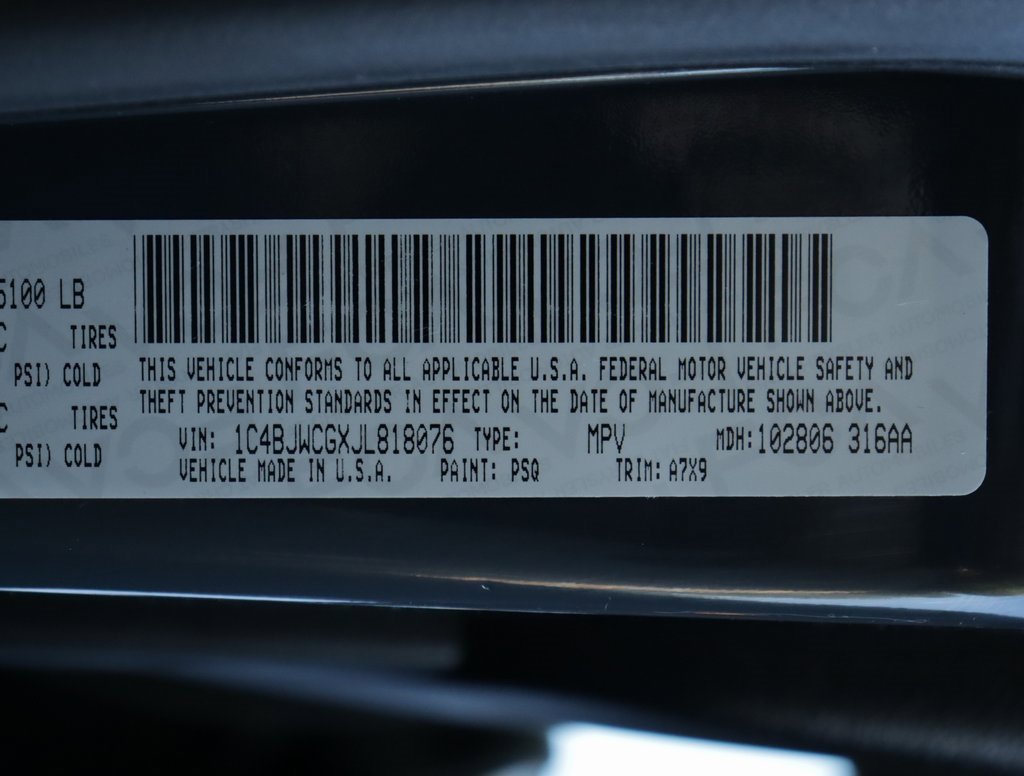 5100 LB
C TIRES
PSI) COLD
C TIRES
PSI) COLD
THIS VEHICLE CONFORMS TO ALL APPLICABLE U.S.A. FEDERAL MOTOR VEHICLE SAFETY AND
THEFT PREVENTION STANDARDS IN EFFECT ON THE DATE OF MANUFACTURE SHOWN ABOVE.
VIN: 1C4BJWCGXJL818076 TYPE: MPV MDH:102806 316AA
VEHICLE MADE IN U.S.A. PAINT: PSQ TRIM: A7X9